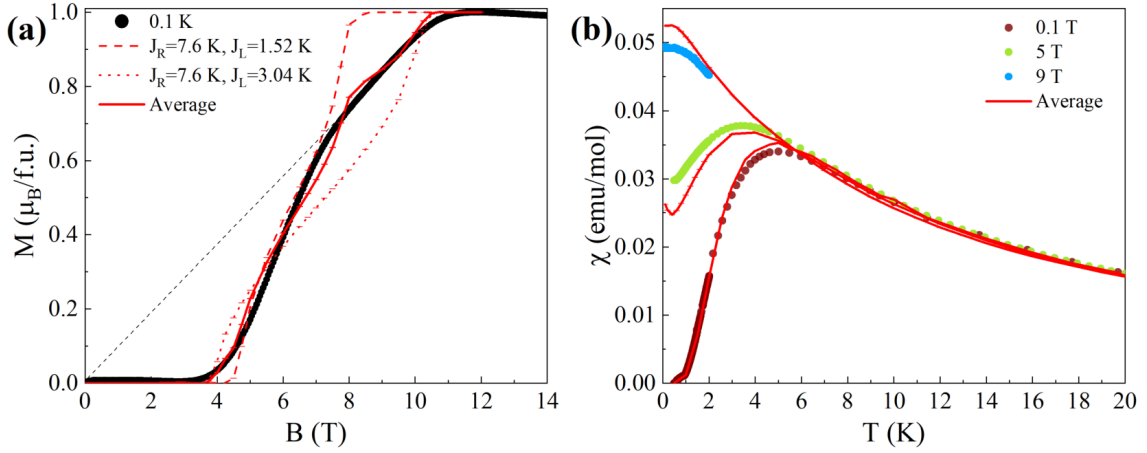 (a)
1.0
0.8
0.6
0.4
0.2
0.0
M (μB/f.u.)
0.1 K
JR=7.6 K, JL=1.52 K
JR=7.6 K, JL=3.04 K
Average
0 2 4 6 8 10 12 14
B (T)
(b)
0.05
0.04
0.03
0.02
0.01
0.00
χ (emu/mol)
0.1 T
5 T
9 T
Average
0 2 4 6 8 10 12 14 16 18 20
T (K)